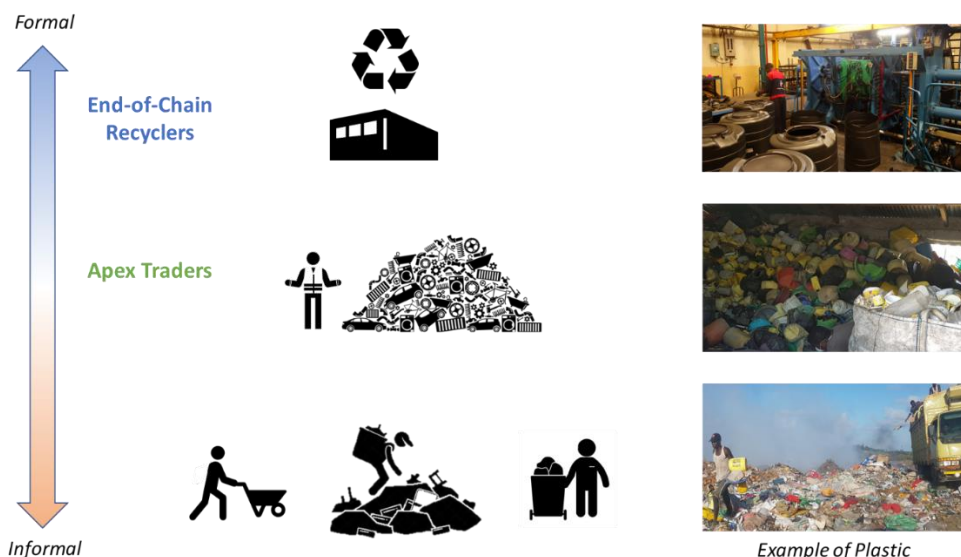 Formal
End-of-Chain
Recyclers
Apex Traders
Informal
Example of Plastic